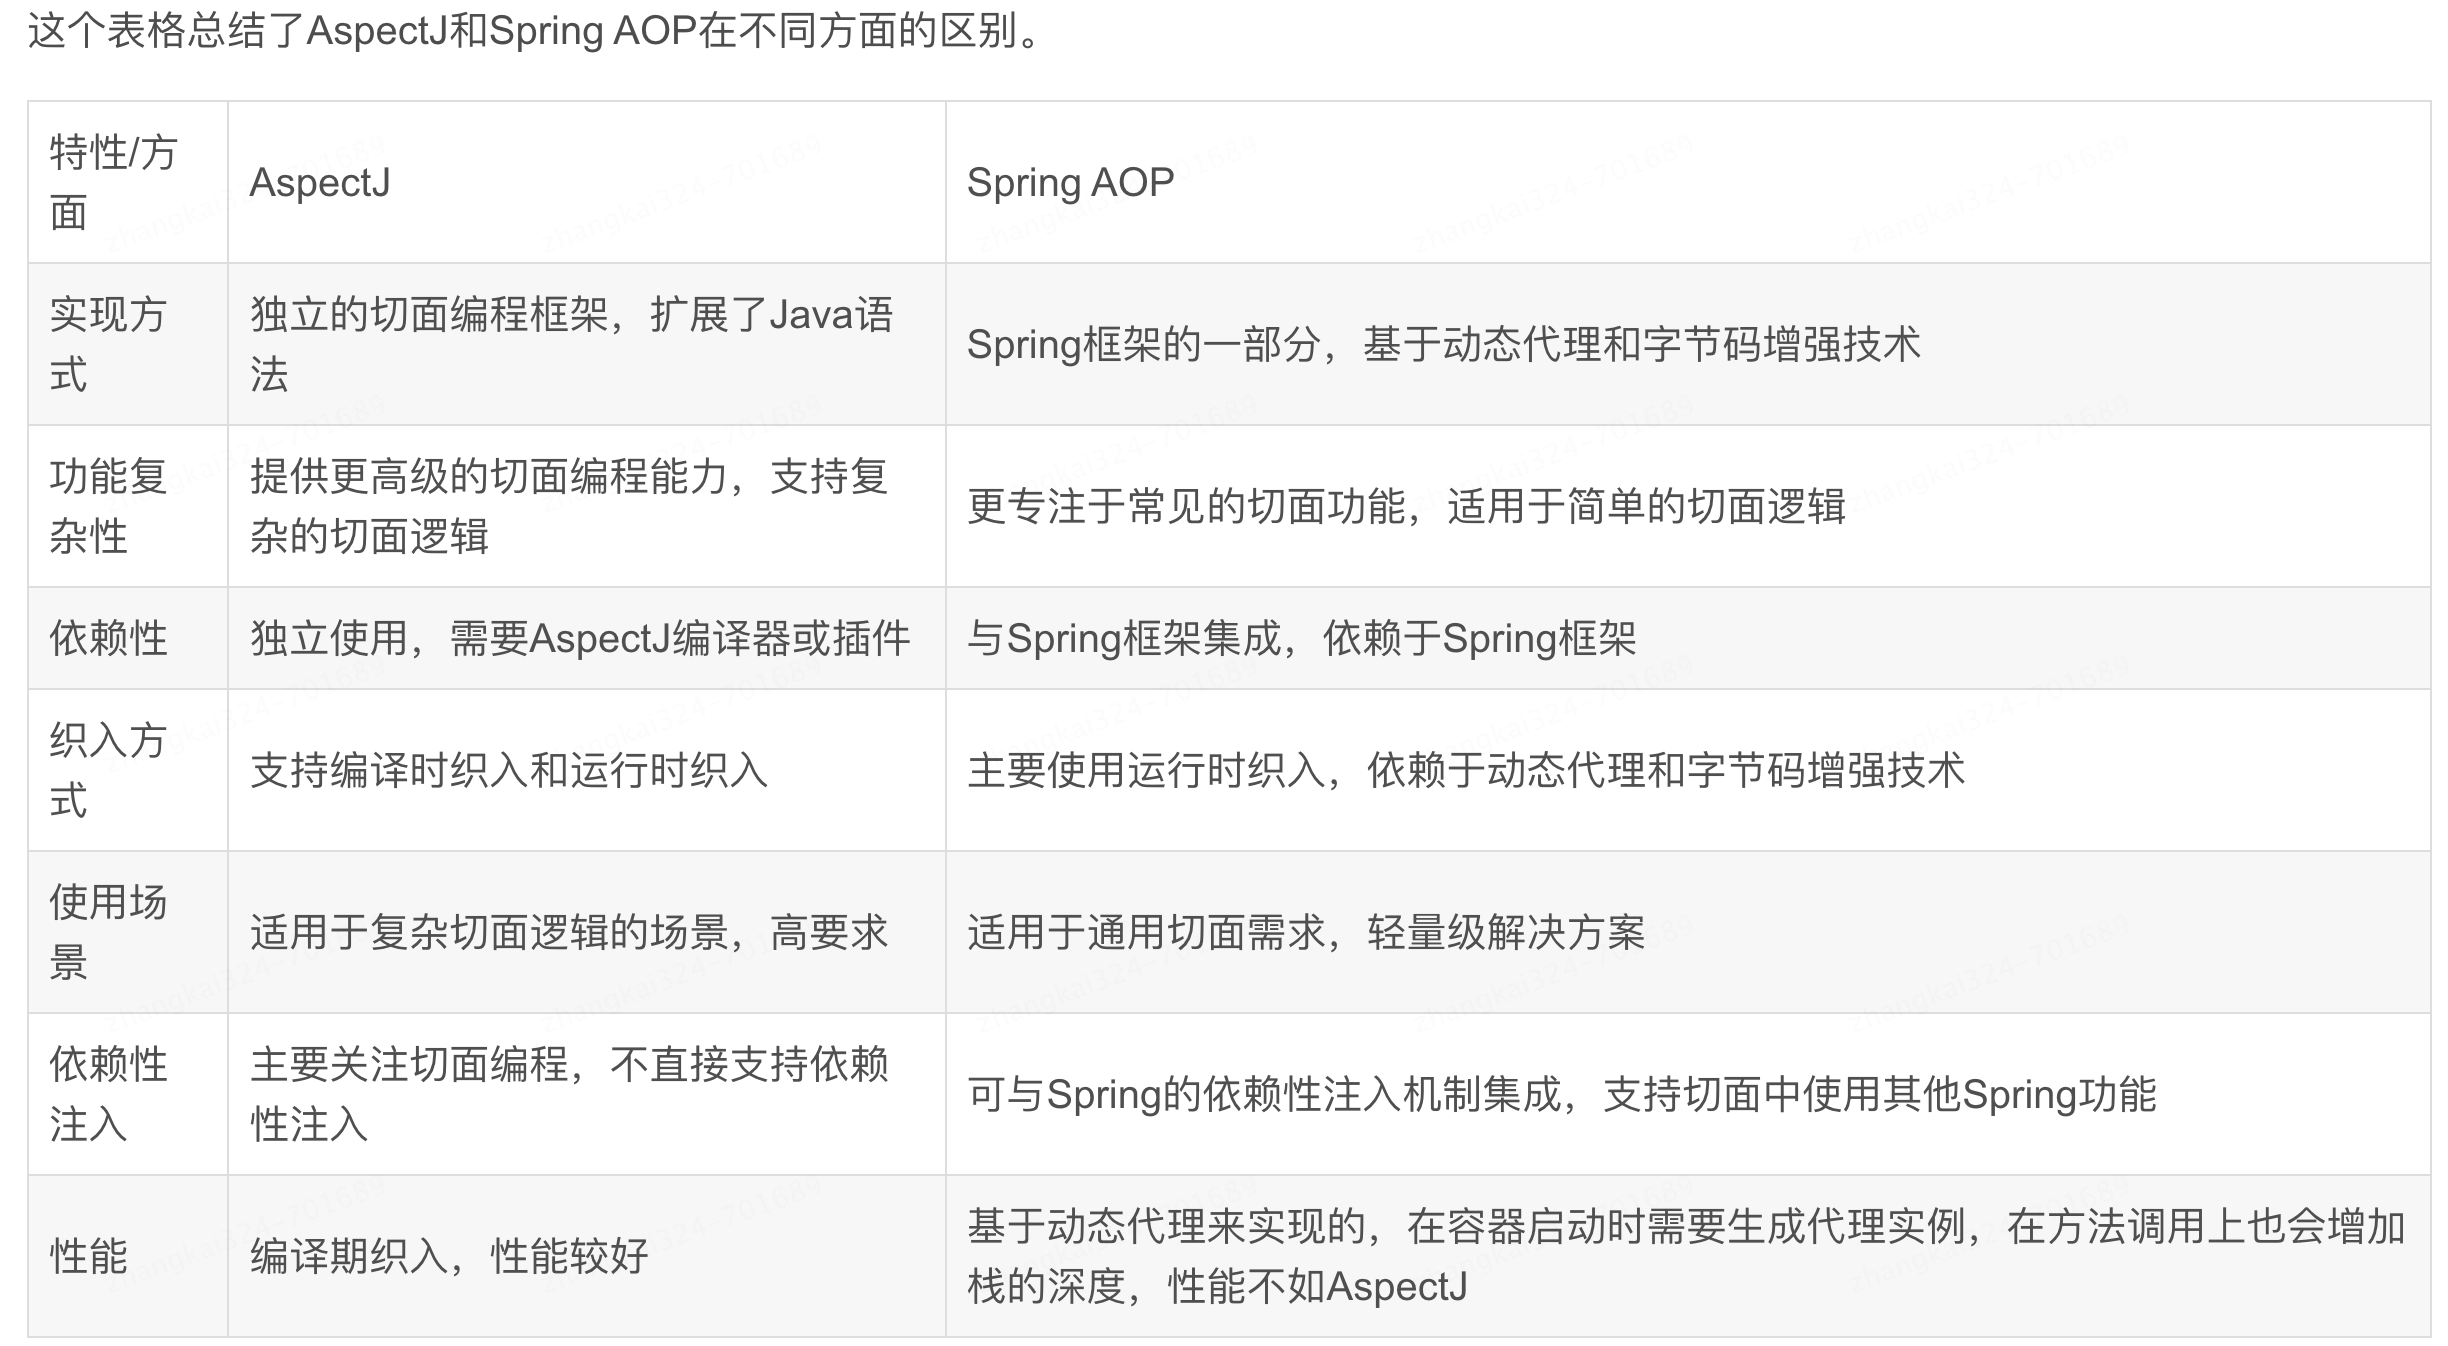 这个表格总结了AspectJ和Spring AOP在不同方面的区别。
特性/方
面
AspectJ
Spring AOP
实现方
式
独立的切面编程框架，扩展了Java语
法
Spring框架的一部分，基于动态代理和字节码增强技术
功能复
杂性
提供更高级的切面编程能力，支持复
杂的切面逻辑
更专注于常见的切面功能，适用于简单的切面逻辑
依赖性
独立使用，需要AspectJ编译器或插件
与Spring框架集成，依赖于Spring框架
织入方
式
支持编译时织入和运行时织入
主要使用运行时织入，依赖于动态代理和字节码增强技术
使用场
景
适用于复杂切面逻辑的场景，高要求
适用于通用切面需求，轻量级解决方案
依赖性
注入
主要关注切面编程，不直接支持依赖
性注入
可与Spring的依赖性注入机制集成，支持切面中使用其他Spring功能
性能
编译期织入，性能较好
基于动态代理来实现的，在容器启动时需要生成代理实例，在方法调用上也会增加
栈的深度，性能不如AspectJ
zhangkai324-701689